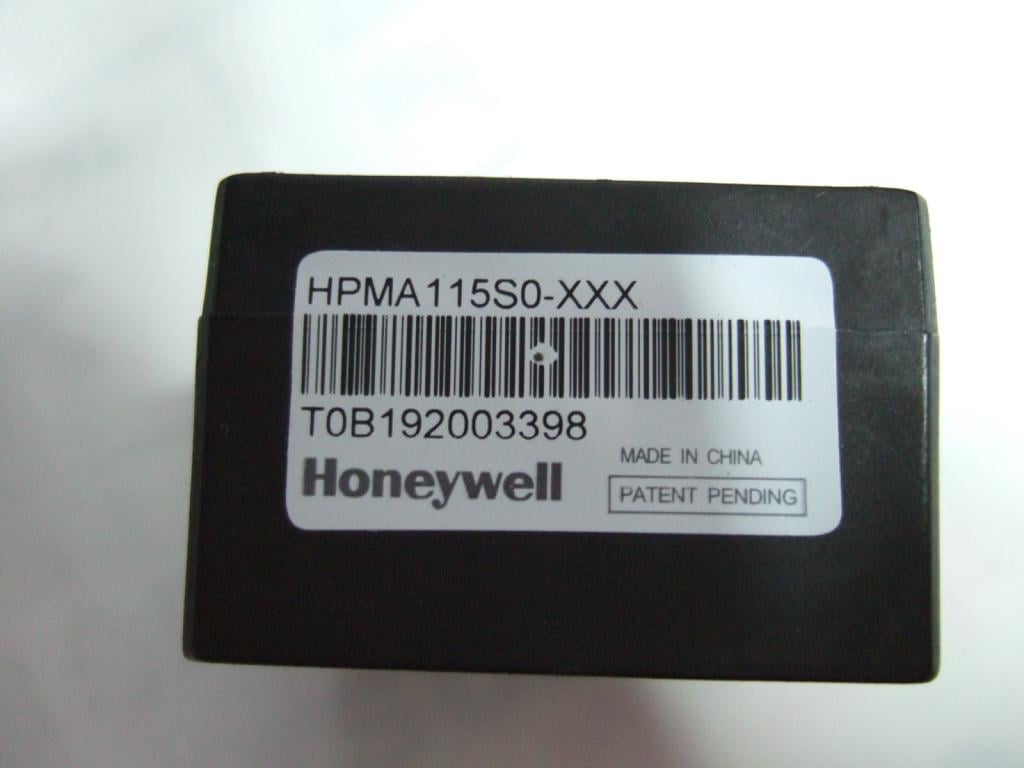 HPMA115S0-XXX
T0B192003398
Honeywell
MADE IN CHINA
PATENT PENDING